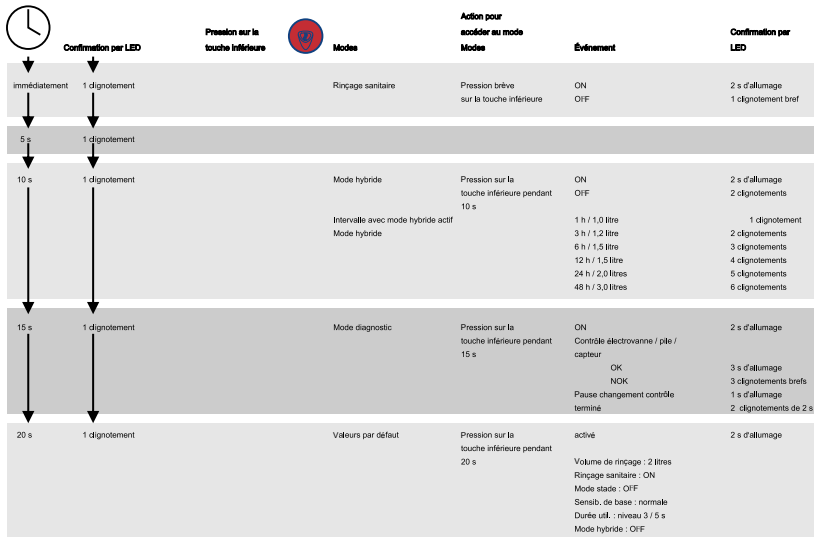 Confirmation par LED
Pression sur la
touche inférieure
Modes
Action pour
accéder au mode
Modes
Événement
Confirmation par
LED
immédiatement 1 clignotement Rinçage sanitaire Pression brève ON 2 s d'allumage
sur la touche inférieure OFF 1 clignotement bref
5 s 1 clignotement
10 s 1 clignotement Mode hybride Pression sur la ON 2 s d'allumage
touche inférieure pendant OFF 2 clignotements
10 s
Intervalle avec mode hybride actif 1 h / 1,0 litre 1 clignotement
Mode hybride 3 h / 1,2 litre 2 clignotements
6 h / 1,5 litre 3 clignotements
12 h / 1,5 litre 4 clignotements
24 h / 2,0 litres 5 clignotements
48 h / 3,0 litres 6 clignotements
15 s 1 clignotement Mode diagnostic Pression sur la ON 2 s d'allumage
touche inférieure pendant Contrôle électrovanne / pile /
15 s capteur
OK 3 s d'allumage
NOK 3 clignotements brefs
Pause changement contrôle 1 s d'allumage
terminé 2 clignotements de 2 s
20 s 1 clignotement Valeurs par défaut Pression sur la activé 2 s d'allumage
touche inférieure pendant
20 s Volume de rinçage : 2 litres
Rinçage sanitaire : ON
Mode stade : OFF
Sensib. de base : normale
Durée util. : niveau 3 / 5 s
Mode hybride : OFF